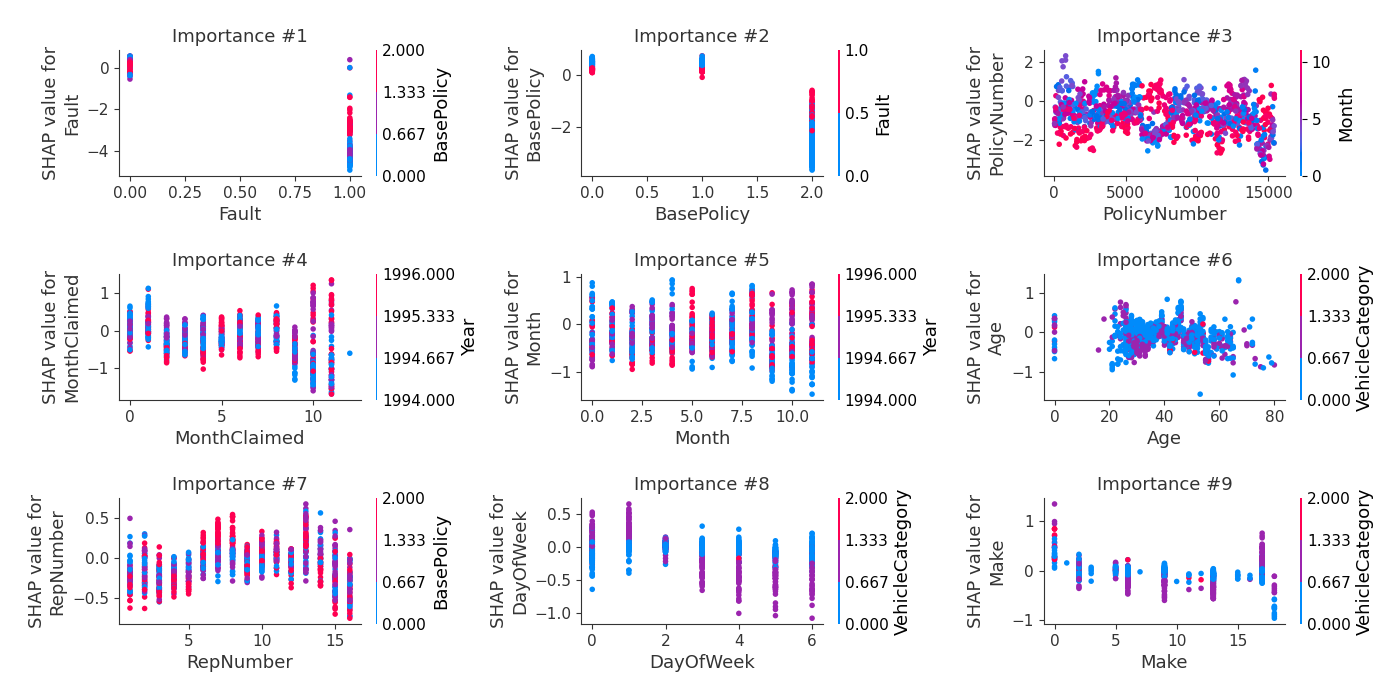 Importance #1
SHAP value for
Fault
0
−2
−4
0.00
0.25
0.50
0.75
1.00
Fault
2.000
1.333
0.667
0.000
BasePolicy
Importance #2
SHAP value for
BasePolicy
0
−2
0.0
0.5
1.0
1.5
2.0
BasePolicy
1.0
0.5
0.0
Fault
Importance #3
SHAP value for
PolicyNumber
2
0
−2
0
5000
10000
15000
PolicyNumber
10
5
0
Month
Importance #4
SHAP value for
MonthClaimed
1
0
−1
0
5
10
MonthClaimed
1996.000
1995.333
1994.667
1994.000
Year
Importance #5
SHAP value for
Month
1
0
−1
0.0
2.5
5.0
7.5
10.0
Month
1996.000
1995.333
1994.667
1994.000
Year
Importance #6
SHAP value for
Age
1
0
−1
0
20
40
60
80
Age
2.000
1.333
0.667
0.000
VehicleCategory
Importance #7
SHAP value for
RepNumber
0.5
0.0
−0.5
5
10
15
RepNumber
2.000
1.333
0.667
0.000
BasePolicy
Importance #8
SHAP value for
DayOfWeek
0.5
0.0
−0.5
−1.0
0
2
4
6
DayOfWeek
2.000
1.333
0.667
0.000
VehicleCategory
Importance #9
SHAP value for
Make
1
0
−1
0
5
10
15
Make
2.000
1.333
0.667
0.000
VehicleCategory